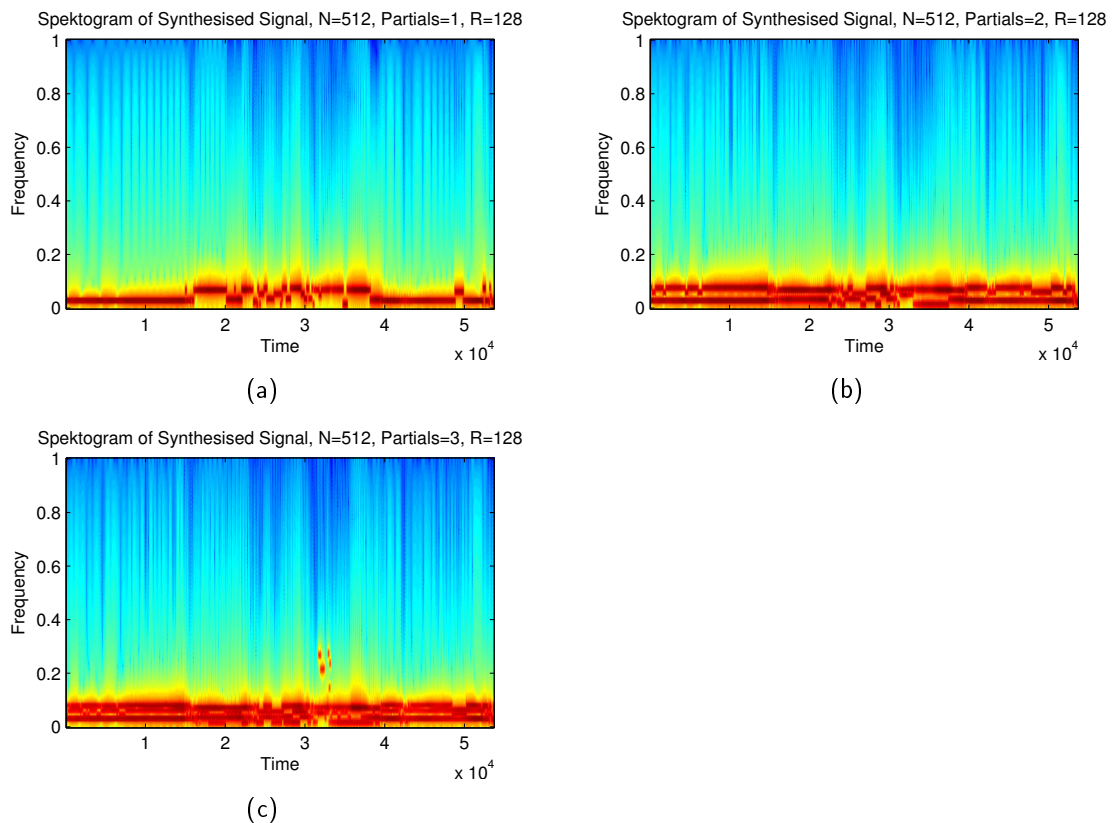 Spektogram of Synthesised Signal, N=512, Partials=1, R=128
1
0.8
0.6
0.4
0.2
0
Frequency
1 2 3 4 5
Time
x 10^4
(a)
Spektogram of Synthesised Signal, N=512, Partials=2, R=128
1
0.8
0.6
0.4
0.2
0
Frequency
1 2 3 4 5
Time
x 10^4
(b)
Spektogram of Synthesised Signal, N=512, Partials=3, R=128
1
0.8
0.6
0.4
0.2
0
Frequency
1 2 3 4 5
Time
x 10^4
(c)